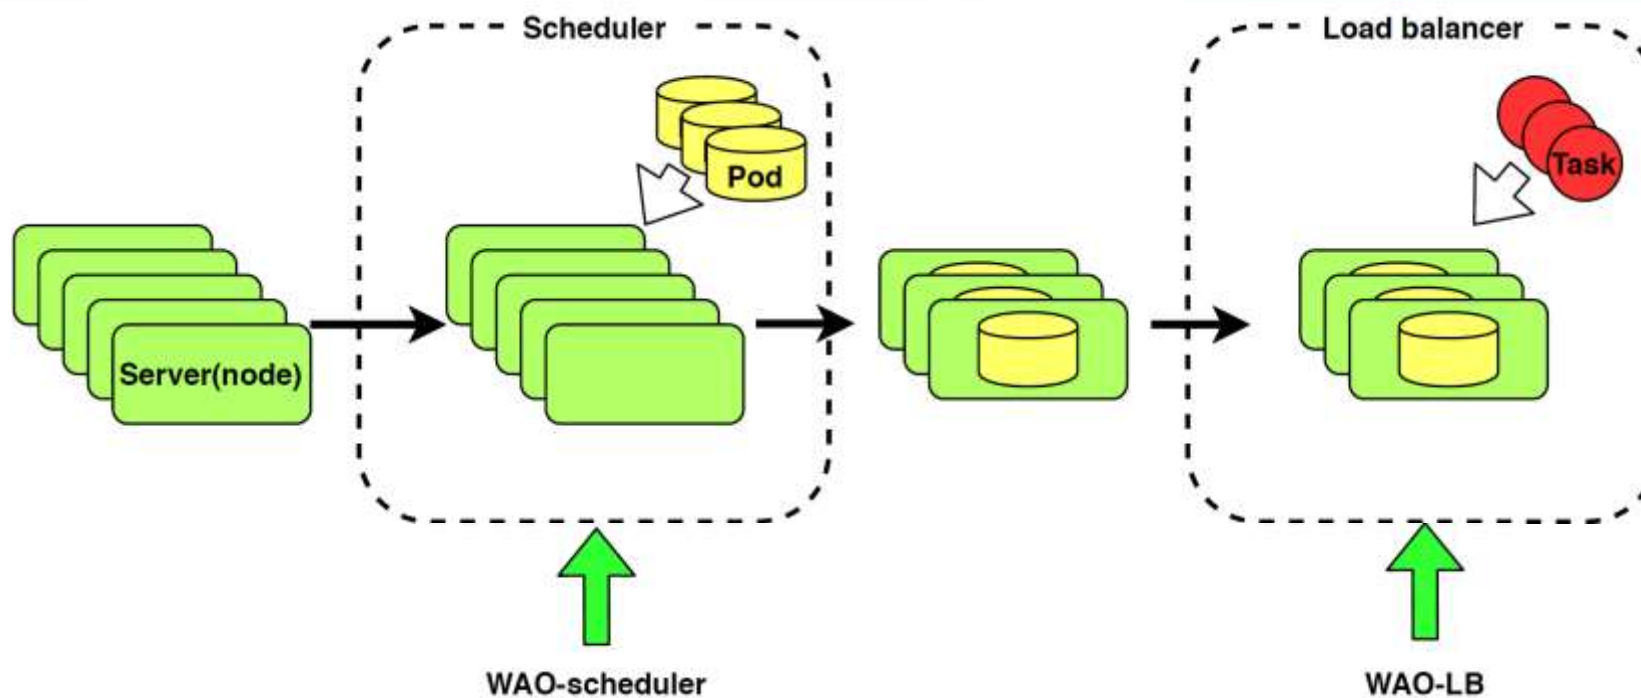 Scheduler
Load balancer
Pod
Task
Server(node)
WAO-scheduler
WAO-LB